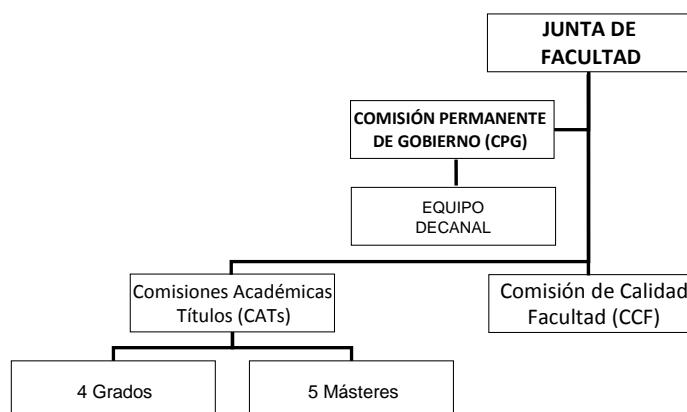 JUNTA DE
FACULTAD
COMISIÓN PERMANENTE
DE GOBIERNO (CPG)
EQUIPO
DECANAL
Comisiones Académicas
Títulos (CATs)
Comisión de Calidad
Facultad (CCF)
4 Grados
5 Másteres